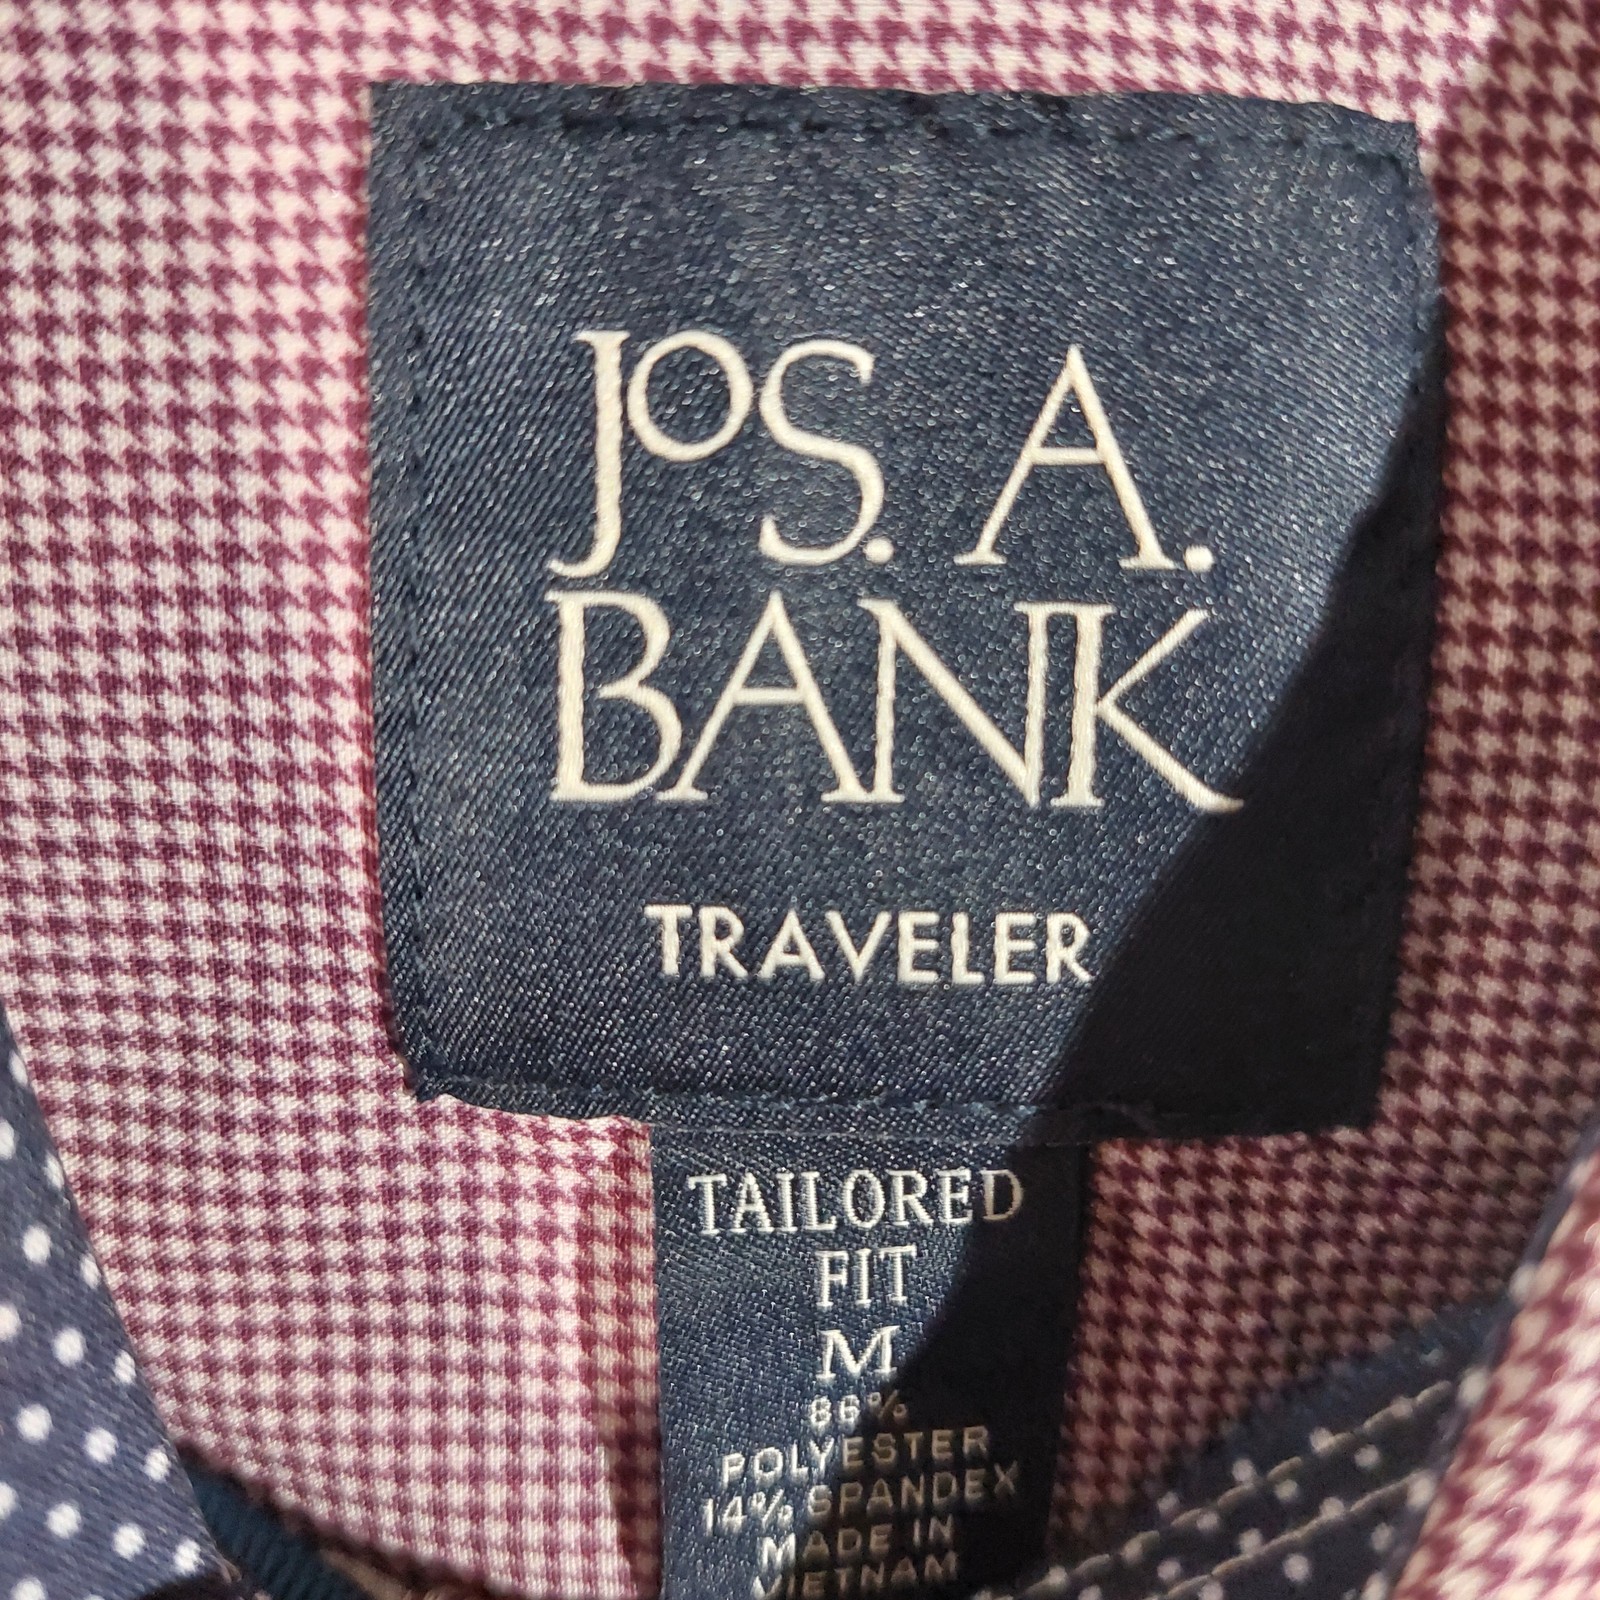 JOS. A.
BANK
TRAVELER
TAILORED
FIT
M
86%
POLYESTER
14% SPANDEX
MADE IN
VIETNAM